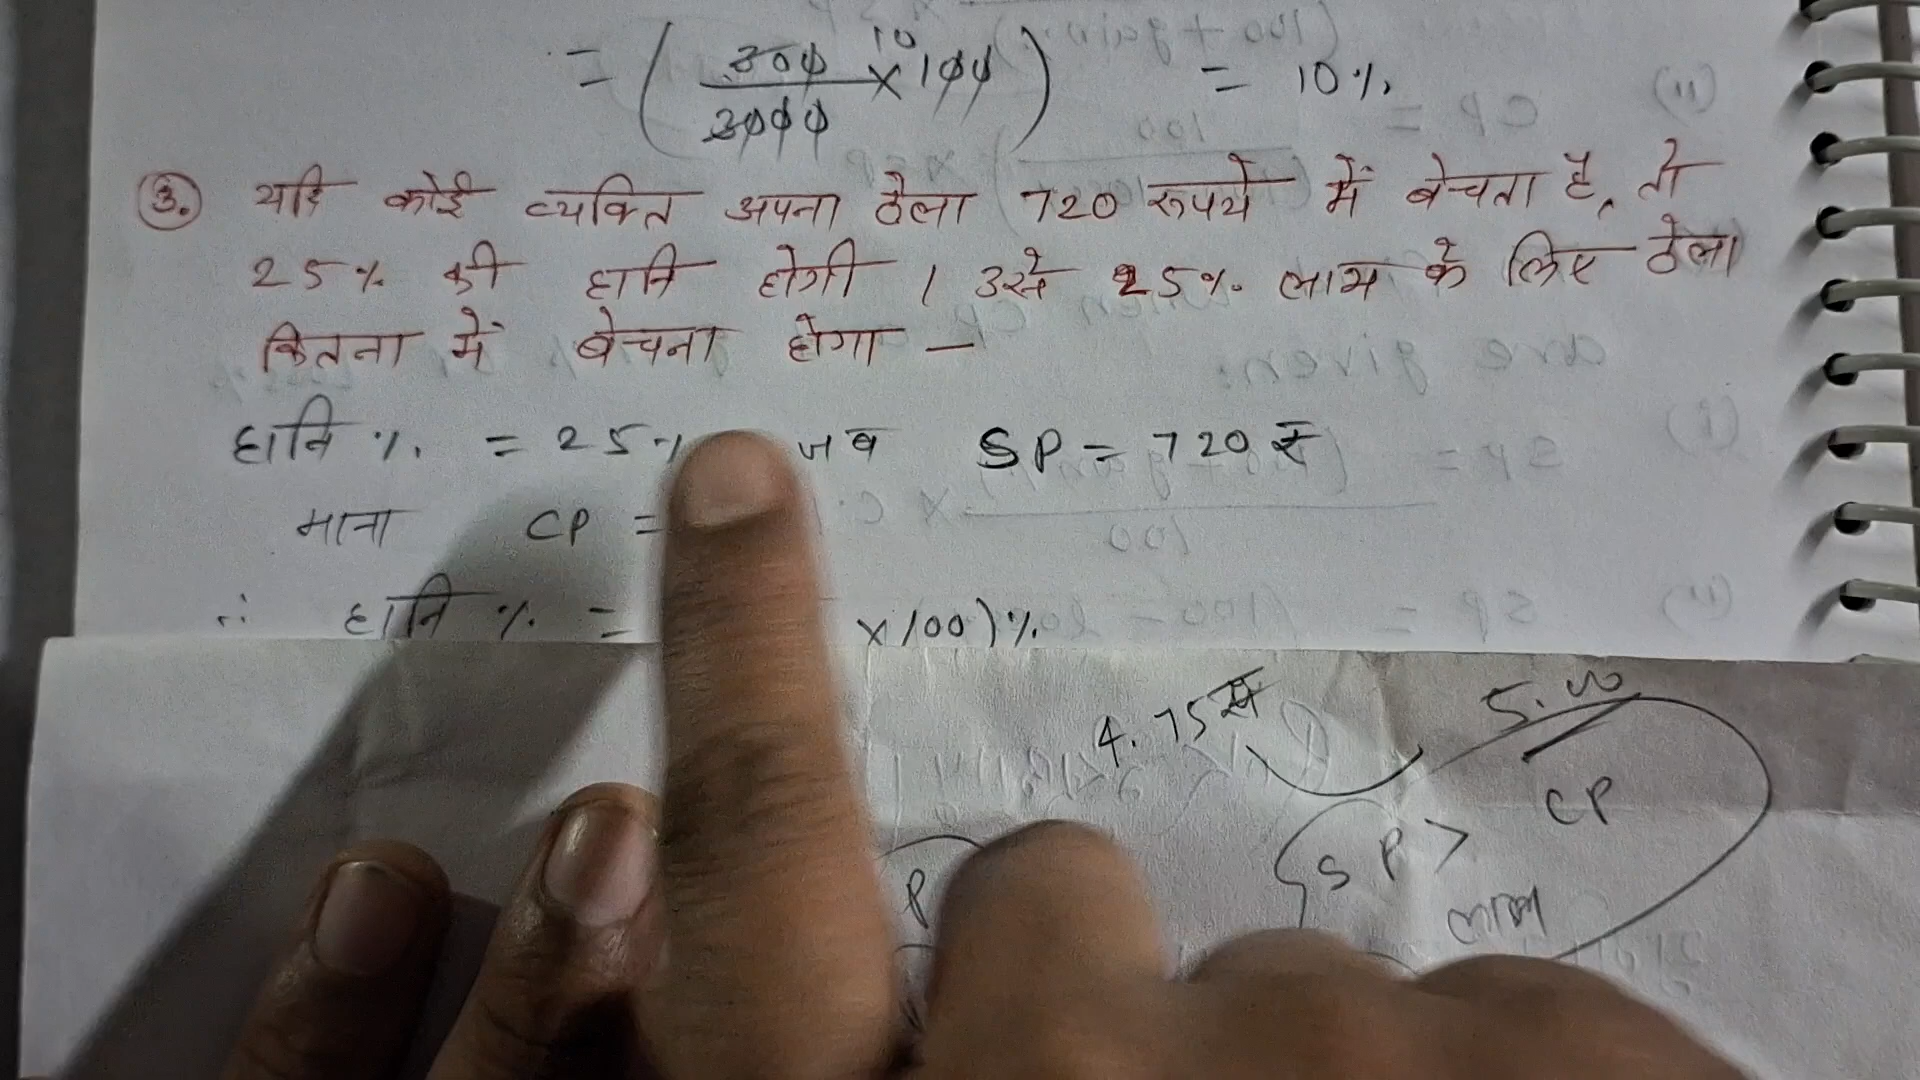 = ( 300/3000 × 100 ) 10 = 10 %
3. यदि कोई व्यक्ति अपना ठेला 720 रूपये में बेचता है, तो
25 % की हानि होगी । उसे 25 % लाभ के लिए ठेला
कितना में बेचना होगा —
हानि % = 25 % जब SP = 720 ₹
माना CP =
∴ हानि % = × 100 ) %
4.75 5.00
CP
SP >
लाभ
P